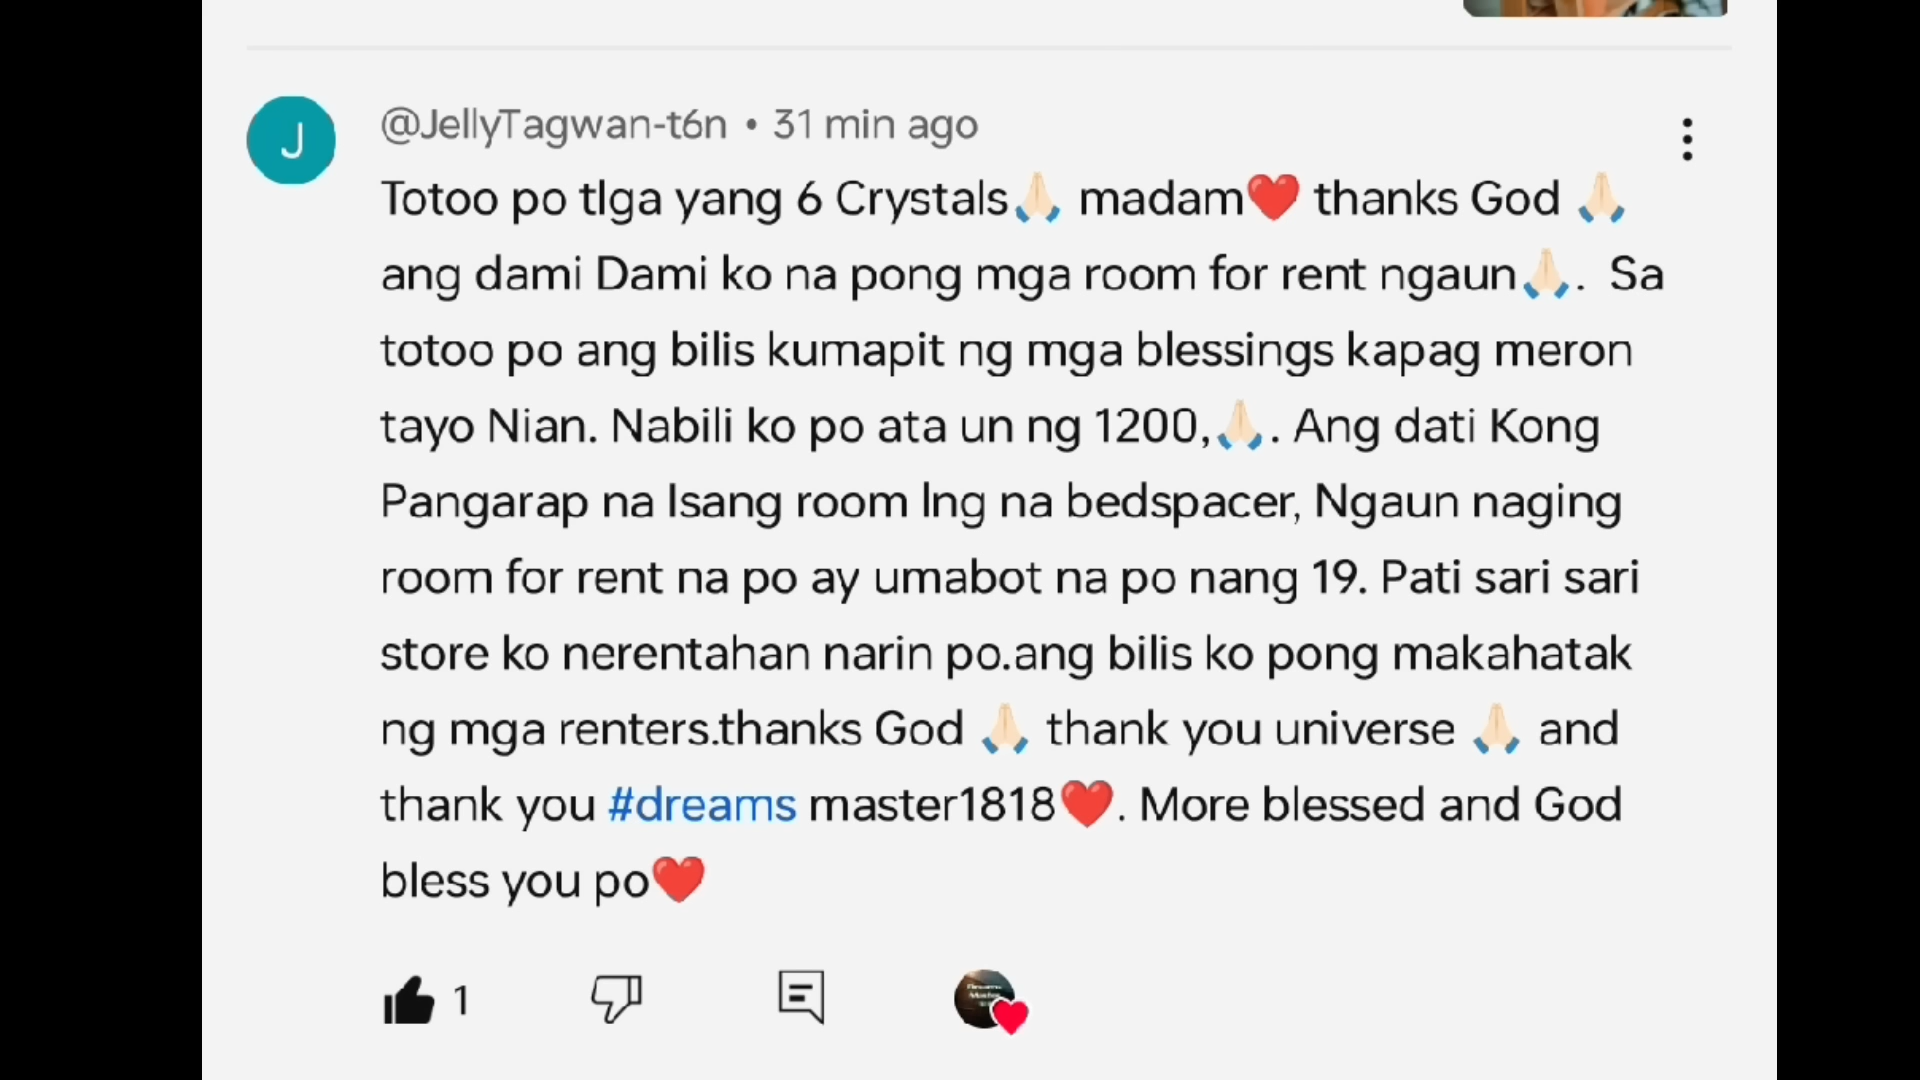 J
@JellyTagwan-t6n • 31 min ago
Totoo po tlga yang 6 Crystals🙏🏻 madam❤️ thanks God 🙏🏻
ang dami Dami ko na pong mga room for rent ngaun🙏🏻. Sa
totoo po ang bilis kumapit ng mga blessings kapag meron
tayo Nian. Nabili ko po ata un ng 1200,🙏🏻. Ang dati Kong
Pangarap na Isang room lng na bedspacer, Ngaun naging
room for rent na po ay umabot na po nang 19. Pati sari sari
store ko nerentahan narin po.ang bilis ko pong makahatak
ng mga renters.thanks God 🙏🏻 thank you universe 🙏🏻 and
thank you #dreams master1818❤️. More blessed and God
bless you po❤️
1